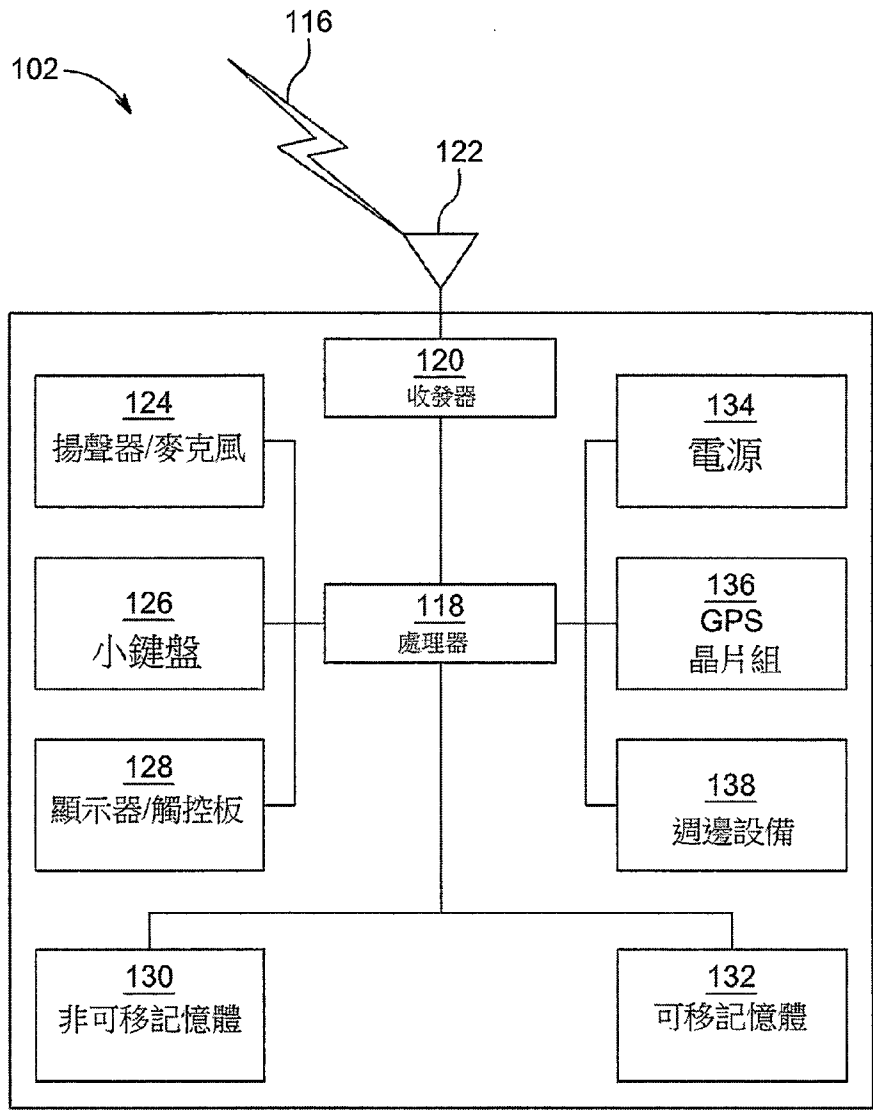 116
102
122
120
收發器
124
揚聲器/麥克風
134
電源
126
小鍵盤
118
處理器
136
GPS
晶片組
128
顯示器/觸控板
138
週邊設備
130
非可移記憶體
132
可移記憶體